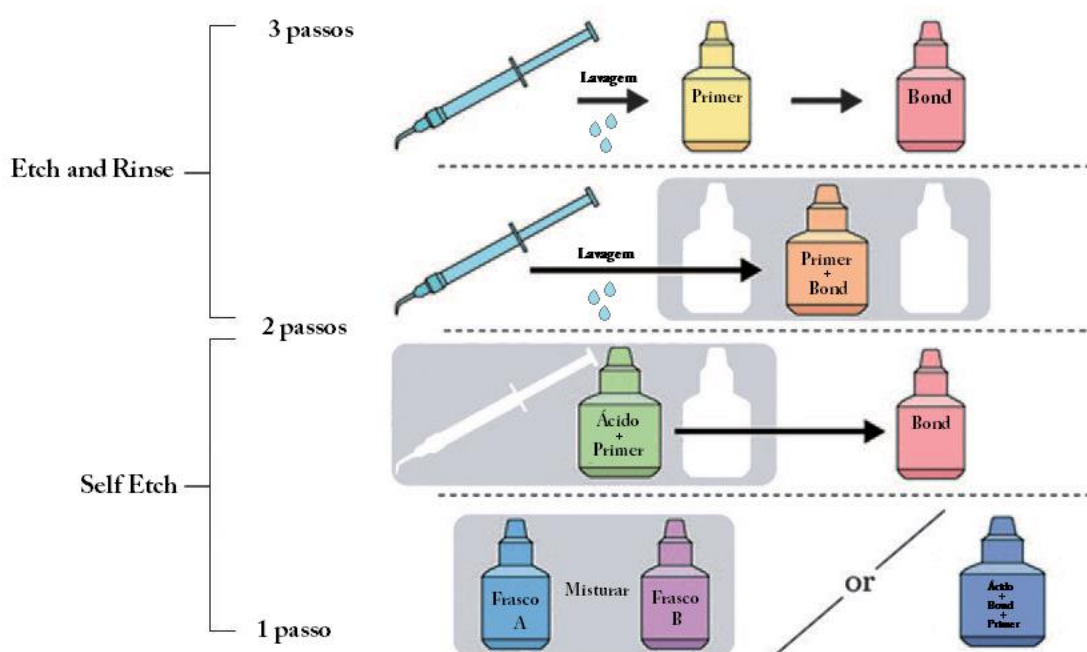 3 passos
Lavagem
Primer
Bond
Etch and Rinse
Lavagem
Primer
+
Bond
2 passos
Ácido
+
Primer
Bond
Self Etch
Frasco
A
Misturar
Frasco
B
or
Ácido
+
Bond
+
Primer
1 passo